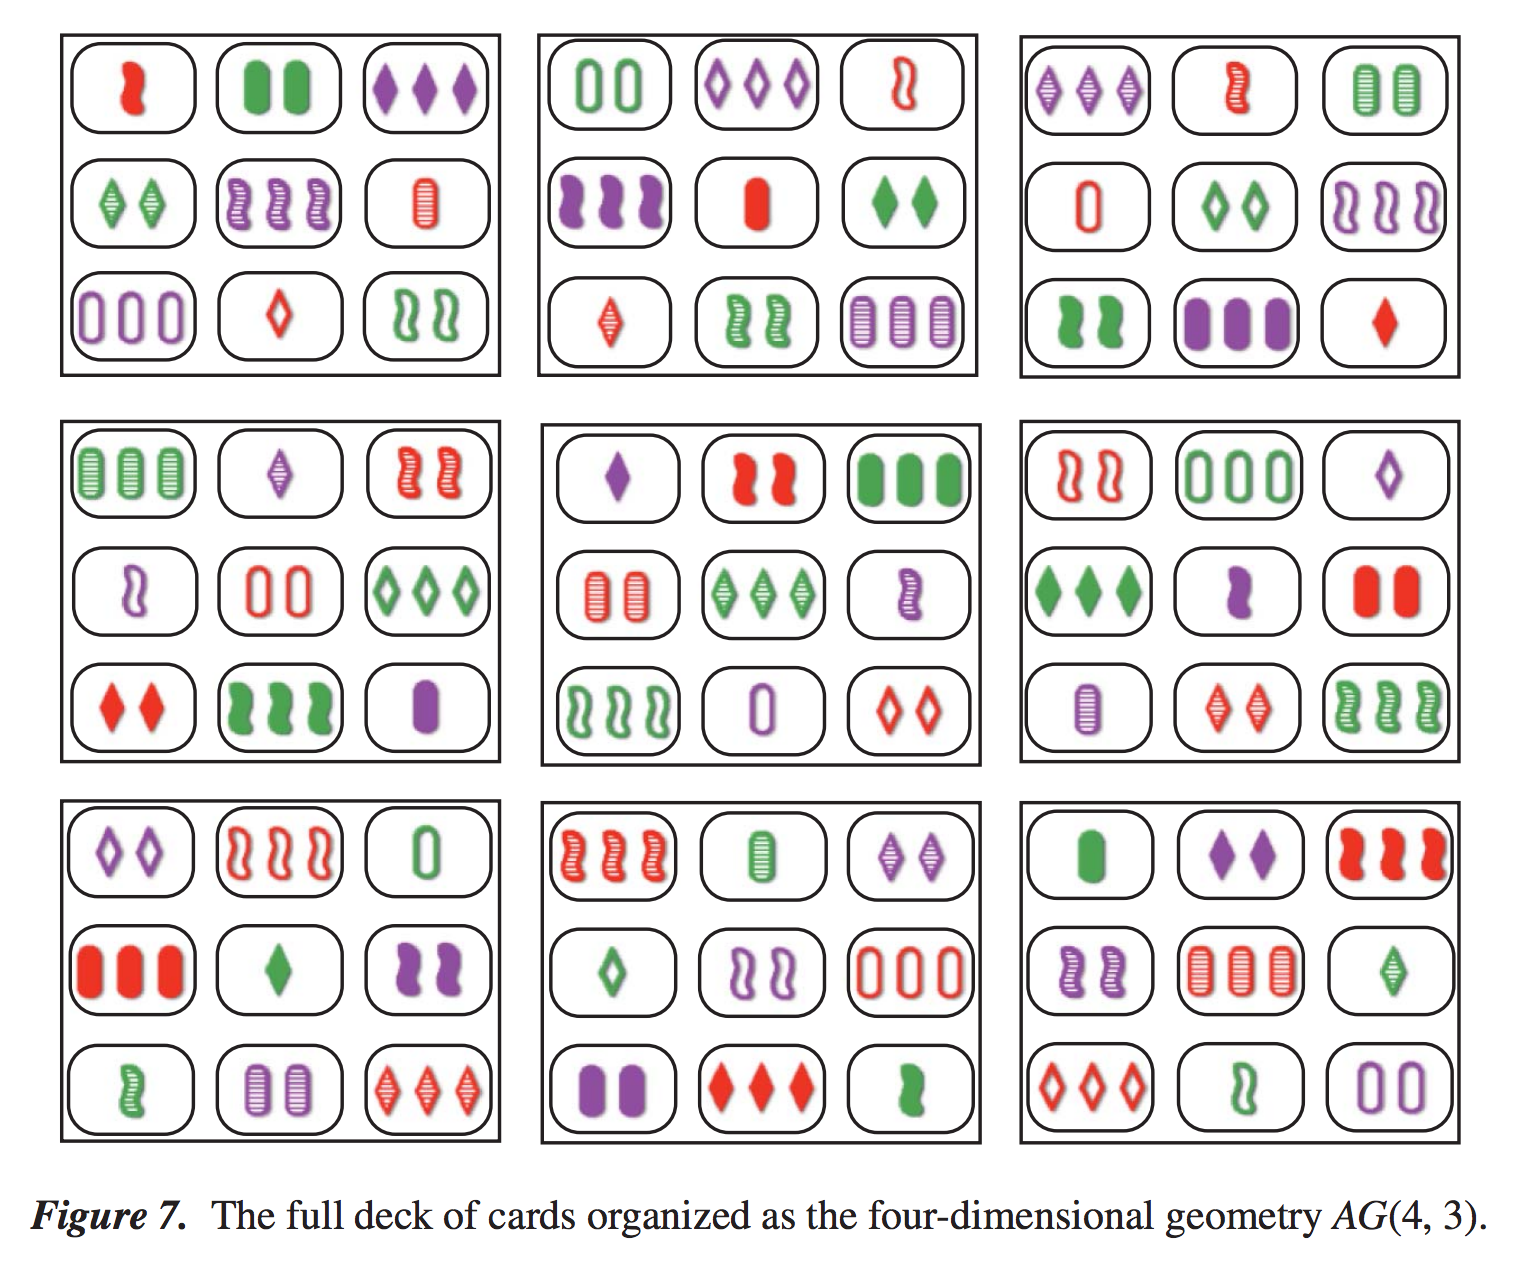 Figure 7. The full deck of cards organized as the four-dimensional geometry AG(4, 3).